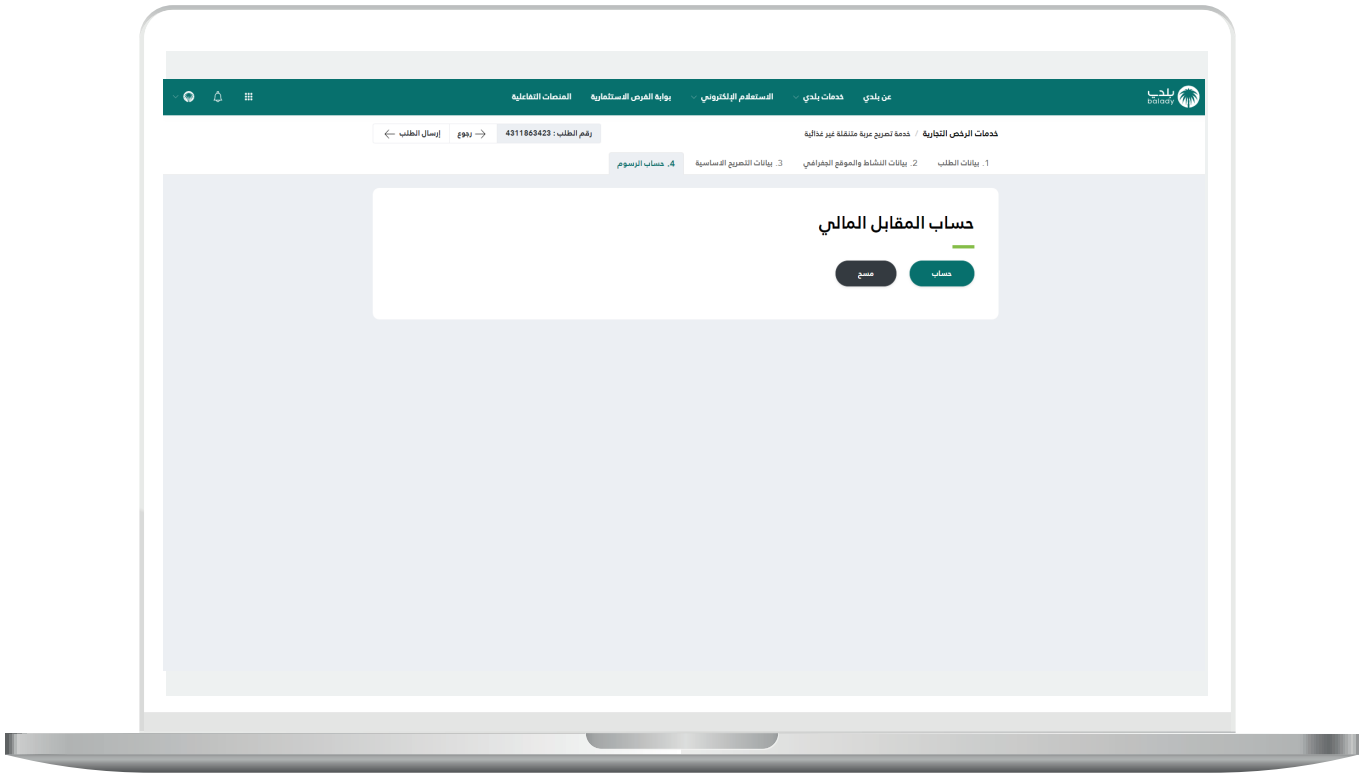 بلدي
balady
عن بلدي خدمات بلدي الاستعلام الإلكتروني بوابة الفرص الاستثمارية المنصات التفاعلية
خدمات الرخص التجارية / خدمة تصريح عربة متنقلة غير غذائية
رقم الطلب : 4311863423 رجوع إرسال الطلب
1. بيانات الطلب 2. بيانات النشاط والموقع الجغرافي 3. بيانات التصريح الاساسية 4. حساب الرسوم
حساب المقابل المالي
حساب مسح